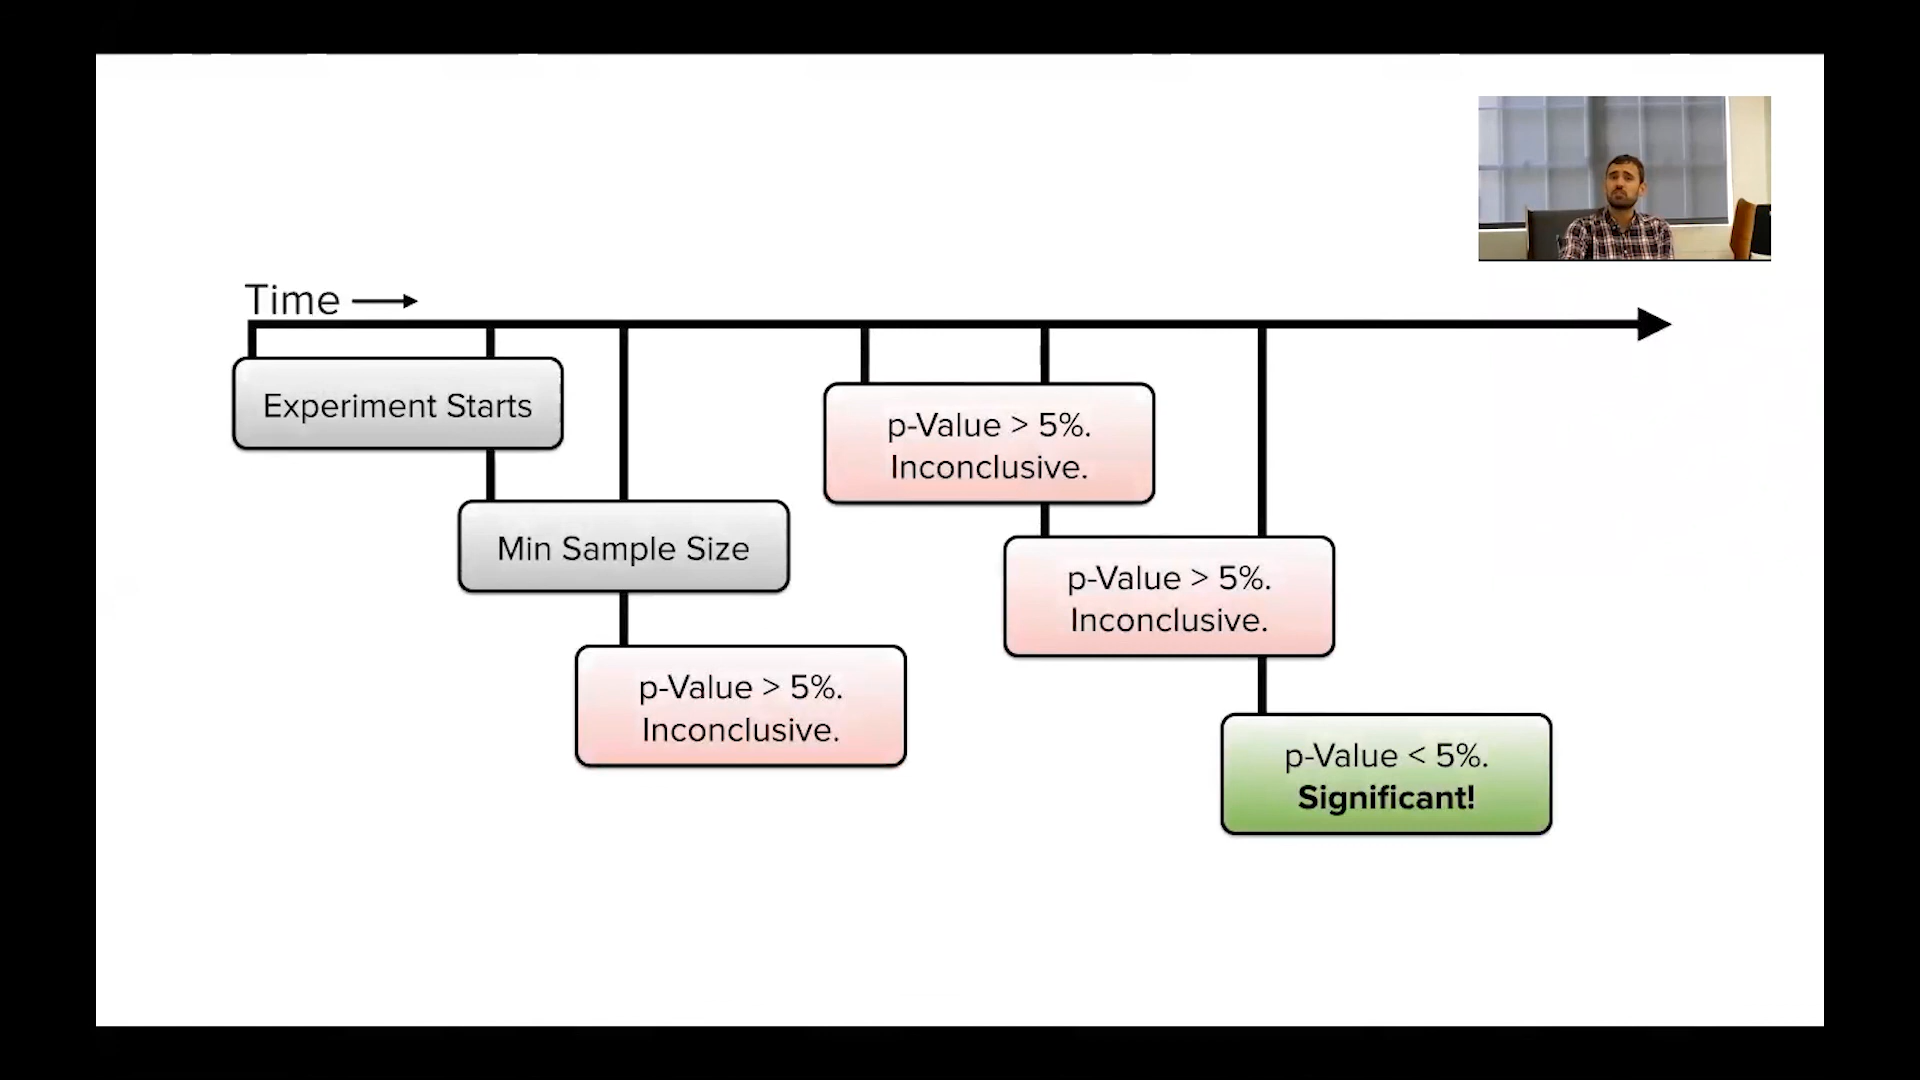 Time
Experiment Starts
Min Sample Size
p-Value > 5%.
Inconclusive.
p-Value > 5%.
Inconclusive.
p-Value > 5%.
Inconclusive.
p-Value < 5%.
Significant!